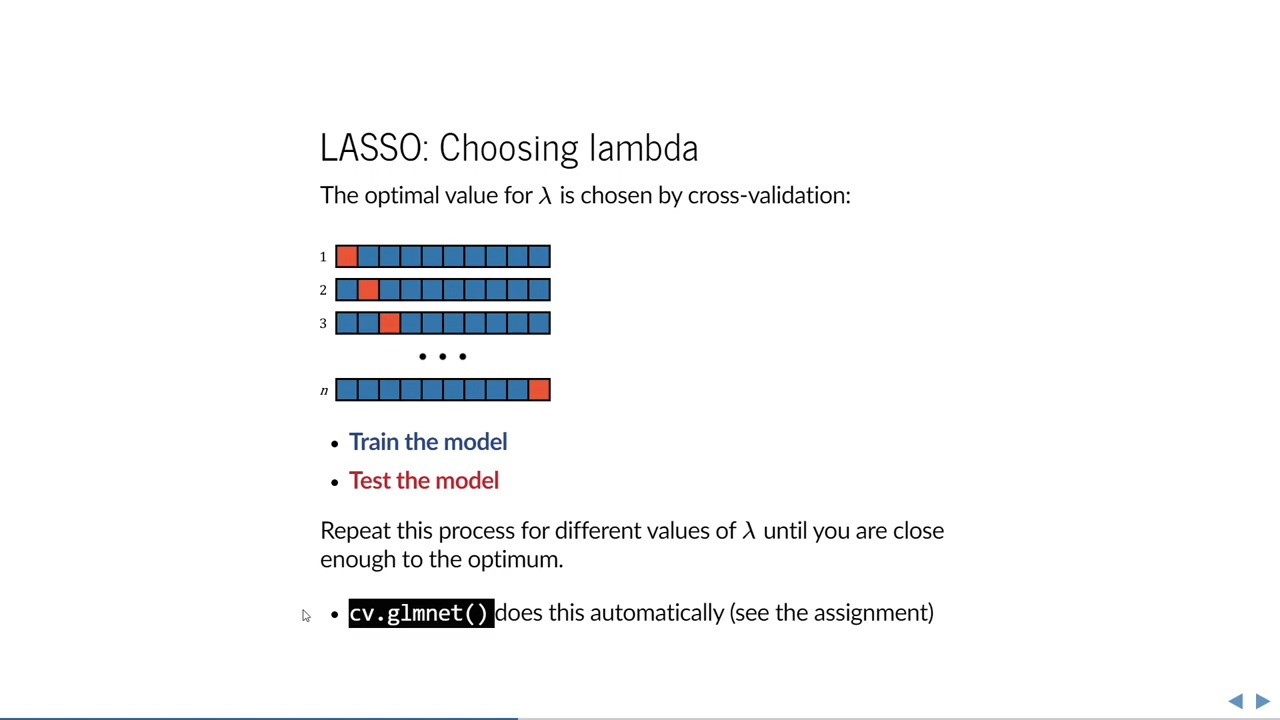 LASSO: Choosing lambda
The optimal value for λ is chosen by cross-validation:
1
2
3
• • •
n
• Train the model
• Test the model
Repeat this process for different values of λ until you are close
enough to the optimum.
• cv.glmnet() does this automatically (see the assignment)